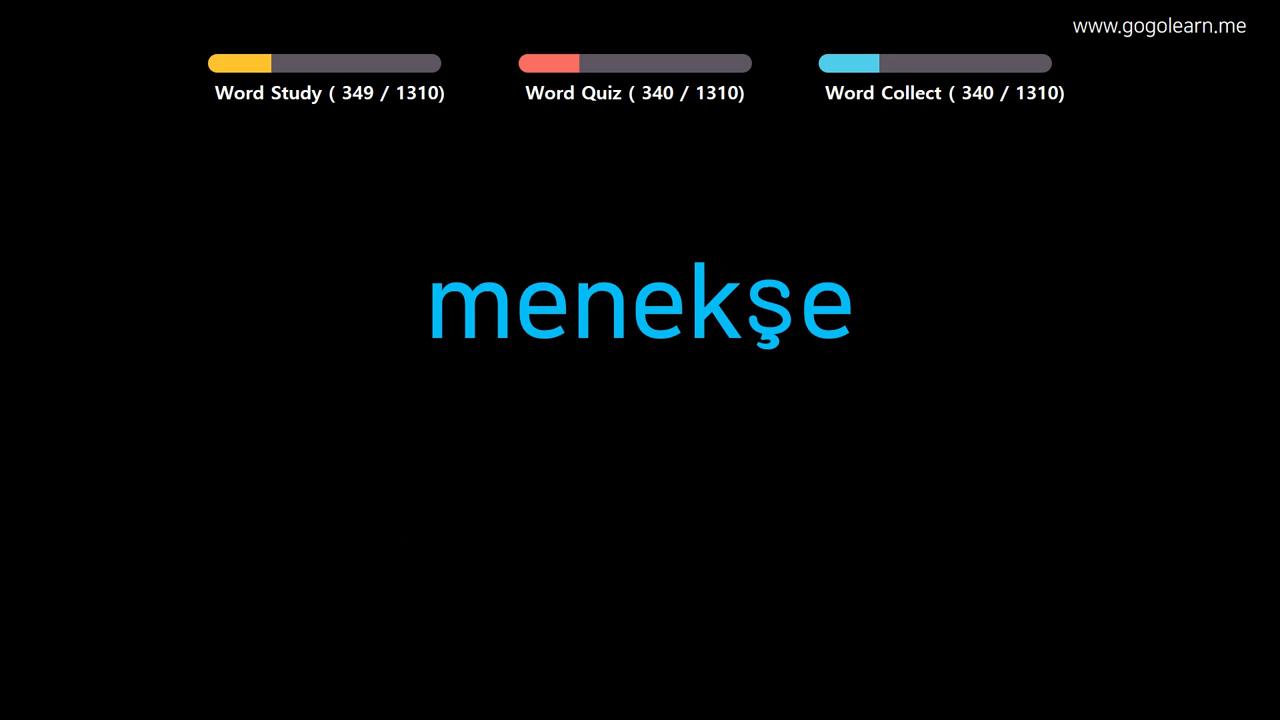 www.gogolearn.me
Word Study ( 349 / 1310)
Word Quiz ( 340 / 1310)
Word Collect ( 340 / 1310)
menekşe